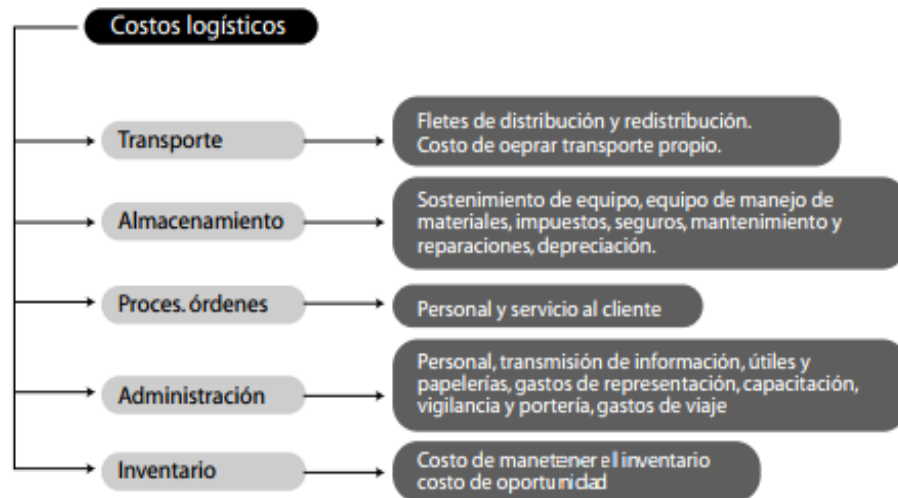 Costos logísticos
Transporte
Fletes de distribución y redistribución.
Costo de oeprar transporte propio.
Almacenamiento
Sostenimiento de equipo, equipo de manejo de
materiales, impuestos, seguros, mantenimiento y
reparaciones, depreciación.
Proces. órdenes
Personal y servicio al cliente
Administración
Personal, transmisión de información, útiles y
papelerías, gastos de representación, capacitación,
vigilancia y portería, gastos de viaje
Inventario
Costo de manetener el inventario
costo de oportunidad